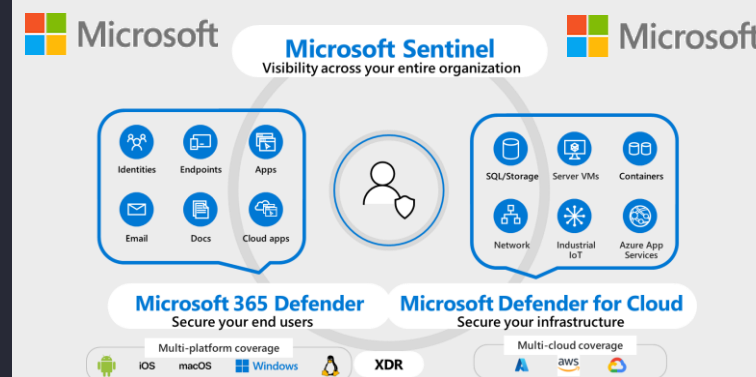 Microsoft
Microsoft Sentinel
Visibility across your entire organization
Microsoft
Identities
Endpoints
Apps
Email
Docs
Cloud apps
SQL/Storage
Server VMs
Containers
Network
Industrial
IoT
Azure App
Services
Microsoft 365 Defender
Secure your end users
Microsoft Defender for Cloud
Secure your infrastructure
Multi-platform coverage
iOS
macOS
Windows
XDR
Multi-cloud coverage
aws